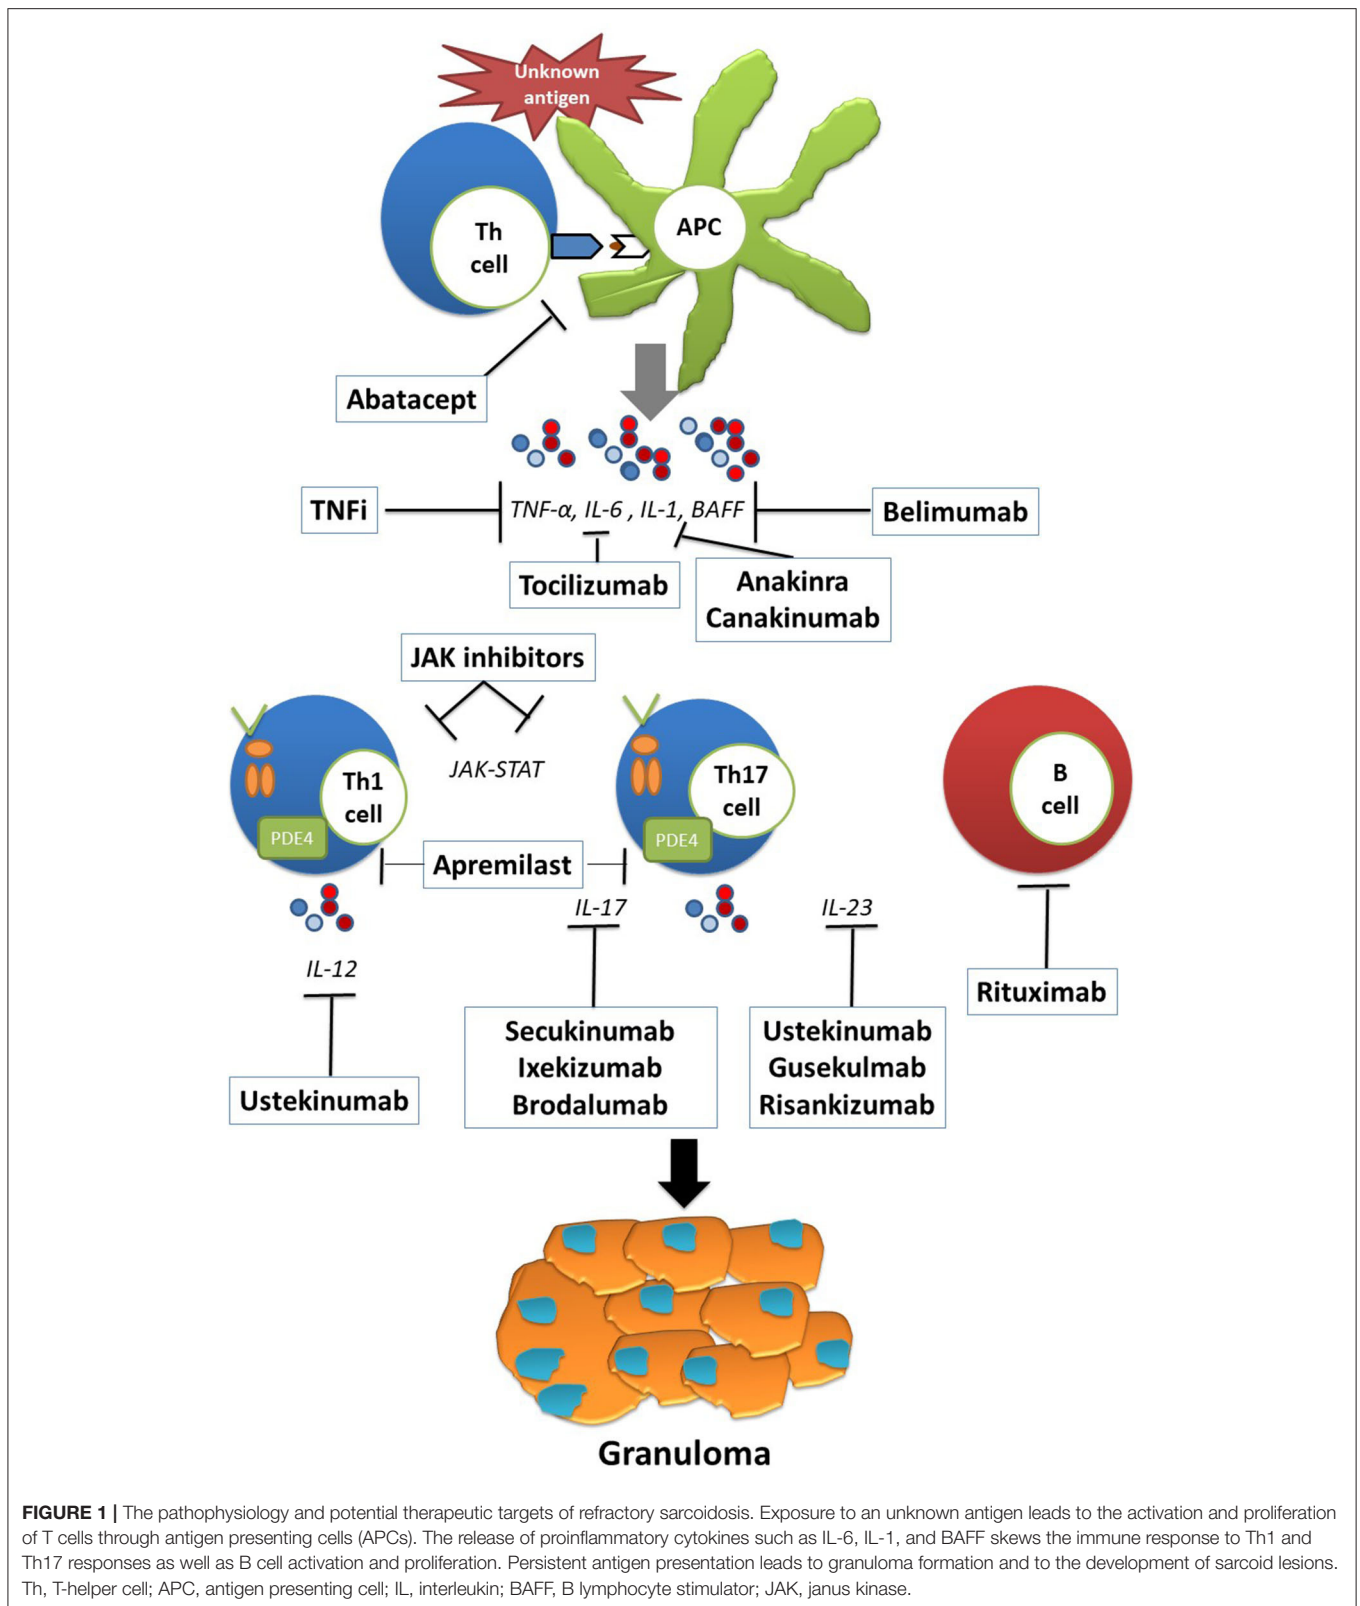 Unknown
antigen
Th
cell
APC
Abatacept
TNFi
TNF-α, IL-6 , IL-1, BAFF
Belimumab
Tocilizumab
Anakinra
Canakinumab
JAK inhibitors
JAK-STAT
Th1
cell
PDE4
Th17
cell
PDE4
B
cell
Apremilast
IL-17
IL-23
IL-12
Rituximab
Ustekinumab
Secukinumab
Ixekizumab
Brodalumab
Ustekinumab
Gusekulmab
Risankizumab
Granuloma
FIGURE 1 | The pathophysiology and potential therapeutic targets of refractory sarcoidosis. Exposure to an unknown antigen leads to the activation and proliferation
of T cells through antigen presenting cells (APCs). The release of proinflammatory cytokines such as IL-6, IL-1, and BAFF skews the immune response to Th1 and
Th17 responses as well as B cell activation and proliferation. Persistent antigen presentation leads to granuloma formation and to the development of sarcoid lesions.
Th, T-helper cell; APC, antigen presenting cell; IL, interleukin; BAFF, B lymphocyte stimulator; JAK, janus kinase.